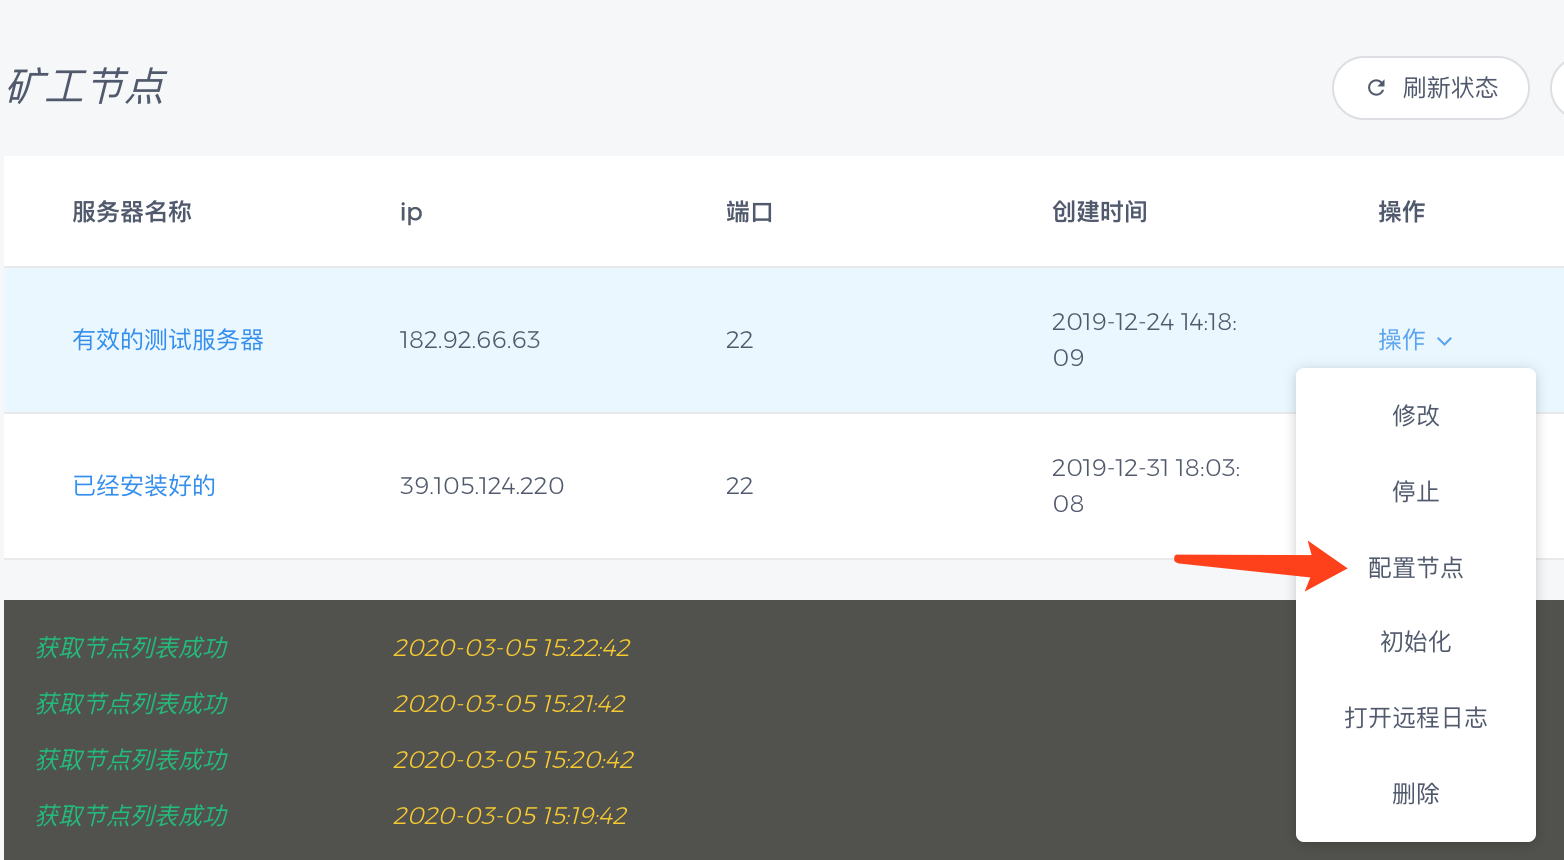 矿工节点
刷新状态
服务器名称 ip 端口 创建时间 操作
有效的测试服务器 182.92.66.63 22 2019-12-24 14:18:
09 操作
已经安装好的 39.105.124.220 22 2019-12-31 18:03:
08
修改
停止
配置节点
初始化
打开远程日志
删除
获取节点列表成功 2020-03-05 15:22:42
获取节点列表成功 2020-03-05 15:21:42
获取节点列表成功 2020-03-05 15:20:42
获取节点列表成功 2020-03-05 15:19:42